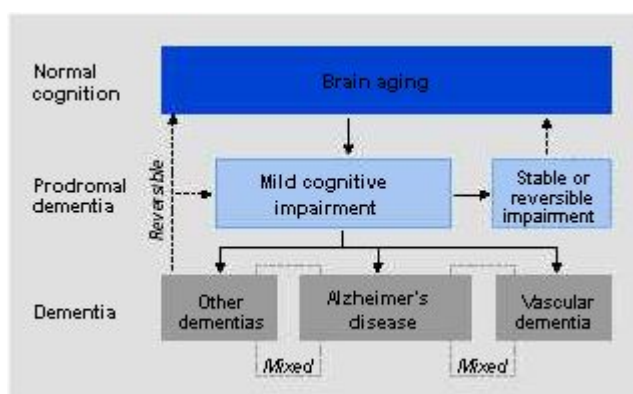 Normal
cognition
Brain aging
Reversible
Prodromal
dementia
Mild cognitive
impairment
Stable or
reversible
impairment
Dementia
Other
dementias
Alzheimer's
disease
Vascular
dementia
Mixed
Mixed